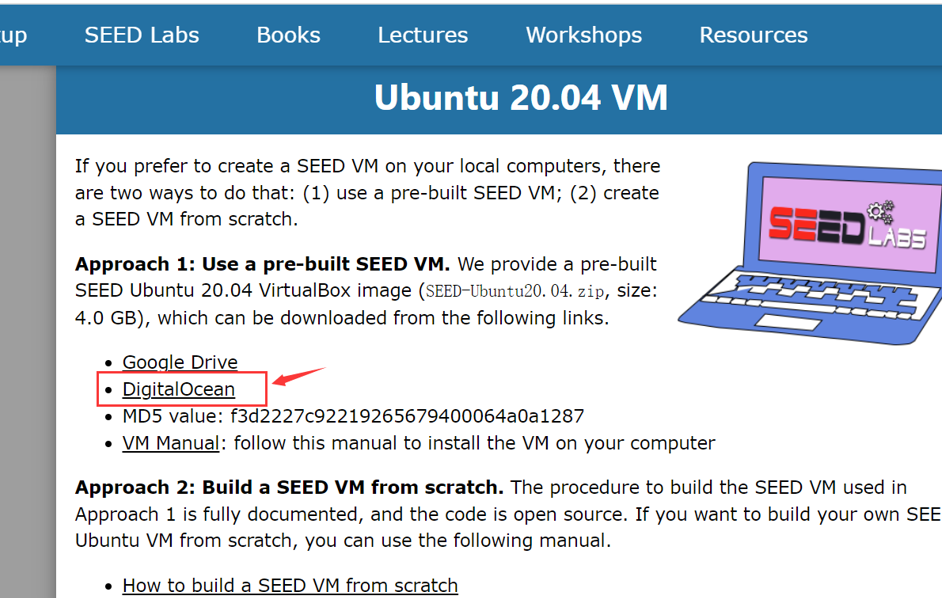 up SEED Labs Books Lectures Workshops Resources
Ubuntu 20.04 VM
If you prefer to create a SEED VM on your local computers, there
are two ways to do that: (1) use a pre-built SEED VM; (2) create
a SEED VM from scratch.
SEED
LABS
Approach 1: Use a pre-built SEED VM. We provide a pre-built
SEED Ubuntu 20.04 VirtualBox image (SEED-Ubuntu20.04.zip, size:
4.0 GB), which can be downloaded from the following links.
• Google Drive
• DigitalOcean
• MD5 value: f3d2227c92219265679400064a0a1287
• VM Manual: follow this manual to install the VM on your computer
Approach 2: Build a SEED VM from scratch. The procedure to build the SEED VM used in
Approach 1 is fully documented, and the code is open source. If you want to build your own SEE
Ubuntu VM from scratch, you can use the following manual.
• How to build a SEED VM from scratch